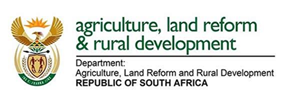 agriculture, land reform
& rural development
Department:
Agriculture, Land Reform and Rural Development
REPUBLIC OF SOUTH AFRICA